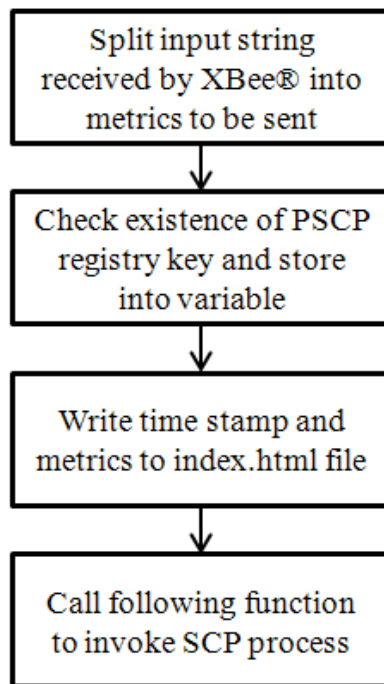 Split input string
received by XBee® into
metrics to be sent
Check existence of PSCP
registry key and store
into variable
Write time stamp and
metrics to index.html file
Call following function
to invoke SCP process